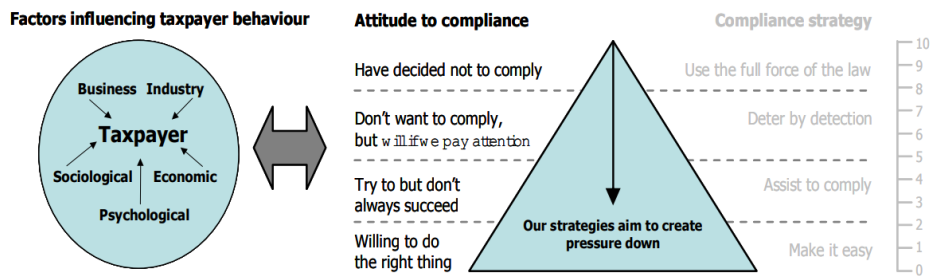 Factors influencing taxpayer behaviour
Business Industry
Taxpayer
Sociological Economic
Psychological
Attitude to compliance
Have decided not to comply
Don't want to comply,
but will if we pay attention
Try to but don't
always succeed
Willing to do
the right thing
Our strategies aim to create
pressure down
Compliance strategy
Use the full force of the law
Deter by detection
Assist to comply
Make it easy
10
9
8
7
6
5
4
3
2
1
0